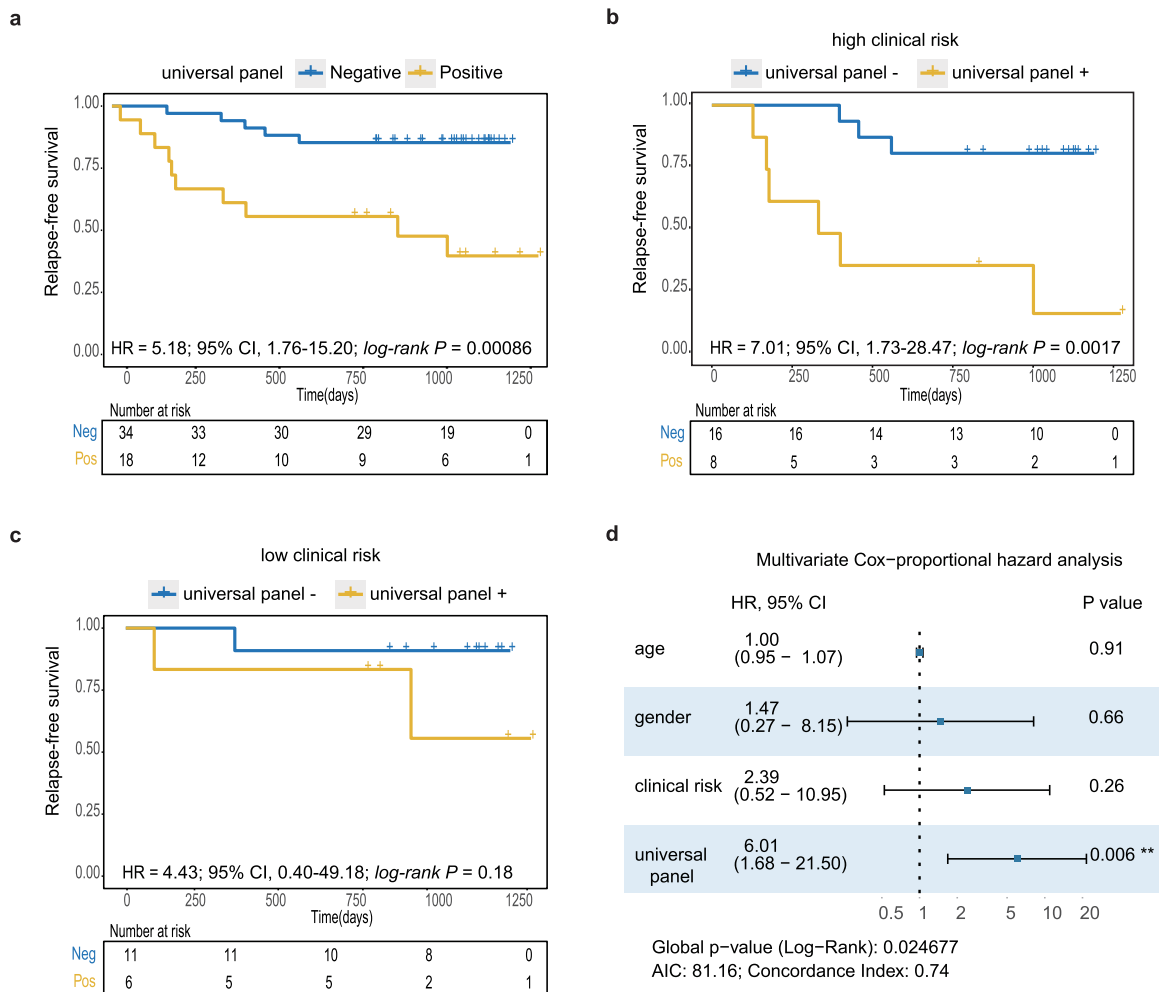 a
universal panel Negative Positive
1.00
0.75
0.50
0.25
0.00
Relapse-free survival
HR = 5.18; 95% CI, 1.76-15.20; log-rank P = 0.00086
0 250 500 750 1000 1250
Time(days)
Number at risk
Neg 34 33 30 29 19 0
Pos 18 12 10 9 6 1
b
high clinical risk
universal panel - universal panel +
1.00
0.75
0.50
0.25
0.00
Relapse-free survival
HR = 7.01; 95% CI, 1.73-28.47; log-rank P = 0.0017
0 250 500 750 1000 1250
Time(days)
Number at risk
Neg 16 16 14 13 10 0
Pos 8 5 3 3 2 1
c
low clinical risk
universal panel - universal panel +
1.00
0.75
0.50
0.25
0.00
Relapse-free survival
HR = 4.43; 95% CI, 0.40-49.18; log-rank P = 0.18
0 250 500 750 1000 1250
Time(days)
Number at risk
Neg 11 11 10 8 0
Pos 6 5 5 2 1
d
Multivariate Cox−proportional hazard analysis
HR, 95% CI P value
age 1.00 0.91
(0.95 − 1.07)
gender 1.47 0.66
(0.27 − 8.15)
clinical risk 2.39 0.26
(0.52 − 10.95)
universal 6.01 0.006 **
panel (1.68 − 21.50)
0.5 1 2 5 10 20
Global p-value (Log−Rank): 0.024677
AIC: 81.16; Concordance Index: 0.74